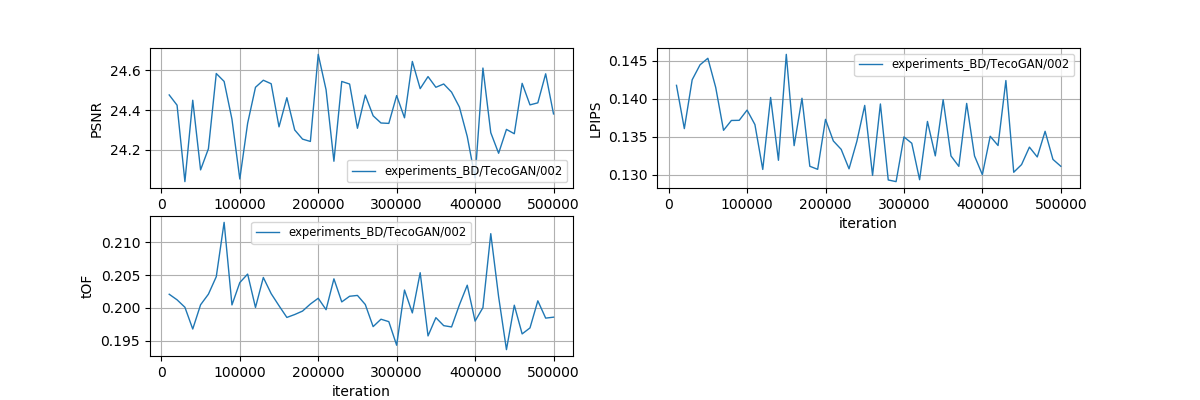 PSNR
24.6
24.4
24.2
experiments_BD/TecoGAN/002
0 100000 200000 300000 400000 500000
LPIPS
0.145
0.140
0.135
0.130
experiments_BD/TecoGAN/002
0 100000 200000 300000 400000 500000
iteration
tOF
0.210
0.205
0.200
0.195
experiments_BD/TecoGAN/002
0 100000 200000 300000 400000 500000
iteration